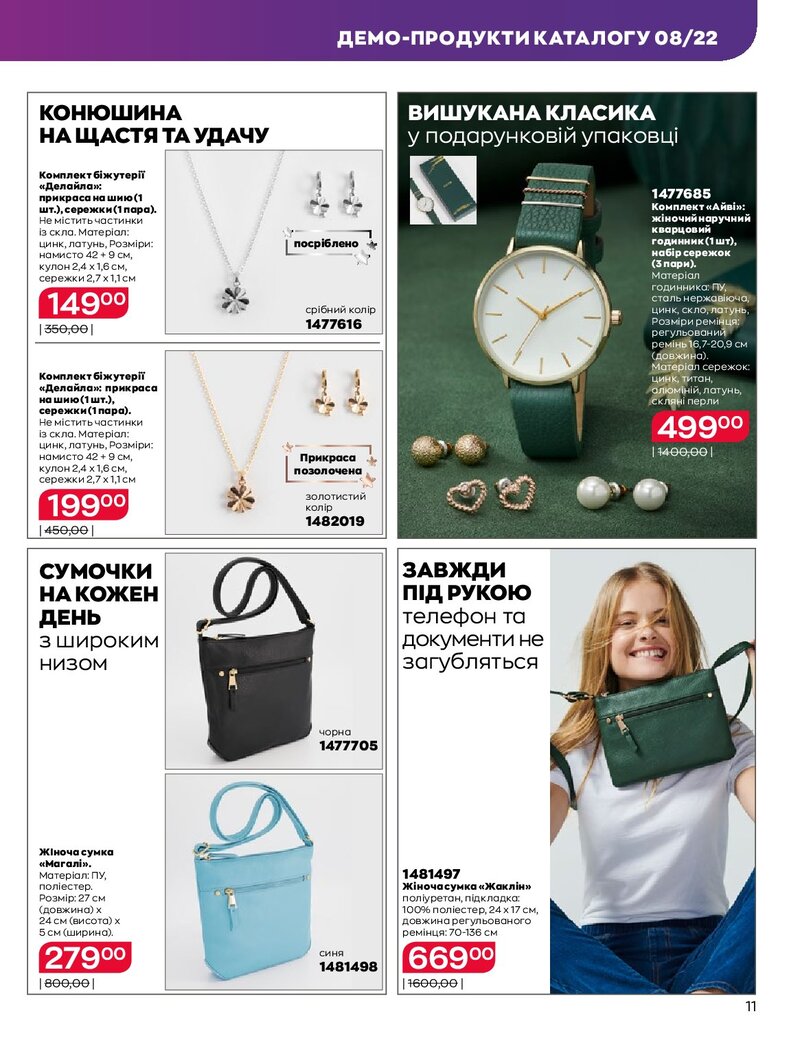 ДЕМО-ПРОДУКТИ КАТАЛОГУ 08/22
КОНЮШИНА
НА ЩАСТЯ ТА УДАЧУ
Комплект біжутерії
«Делайла»:
прикраса на шию (1
шт.), сережки (1 пара).
Не містить частинки
із скла. Матеріал:
цинк, латунь, Розміри:
намисто 42 + 9 см,
кулон 2,4 х 1,6 см,
сережки 2,7 х 1,1 см
14900
| 350,00 |
посріблено
срібний колір
1477616
Комплект біжутерії
«Делайла»: прикраса
на шию (1 шт.),
сережки (1 пара).
Не містить частинки
із скла. Матеріал:
цинк, латунь, Розміри:
намисто 42 + 9 см,
кулон 2,4 х 1,6 см,
сережки 2,7 х 1,1 см
19900
| 450,00 |
Прикраса
позолочена
золотистий
колір
1482019
ВИШУКАНА КЛАСИКА
у подарунковій упаковці
1477685
Комплект «Айві»:
жіночий наручний
кварцовий
годинник (1 шт),
набір сережок
(3 пари).
Матеріал
годинника: ПУ,
сталь нержавіюча,
цинк, скло, латунь,
Розміри ремінця:
регульований
ремінь 16,7-20,9 см
(довжина).
Матеріал сережок:
цинк, титан,
алюміній, латунь,
скляні перли
49900
| 1400,00 |
СУМОЧКИ
НА КОЖЕН
ДЕНЬ
з широким
низом
чорна
1477705
Жіноча сумка
«Магалі».
Матеріал: ПУ,
поліестер.
Розмір: 27 см
(довжина) х
24 см (висота) х
5 см (ширина).
27900
| 800,00 |
синя
1481498
ЗАВЖДИ
ПІД РУКОЮ
телефон та
документи не
загубляться
1481497
Жіноча сумка «Жаклін»
поліуретан, підкладка:
100% поліестер, 24 х 17 см,
довжина регульованого
ремінця: 70-136 см
66900
| 1600,00 |
11